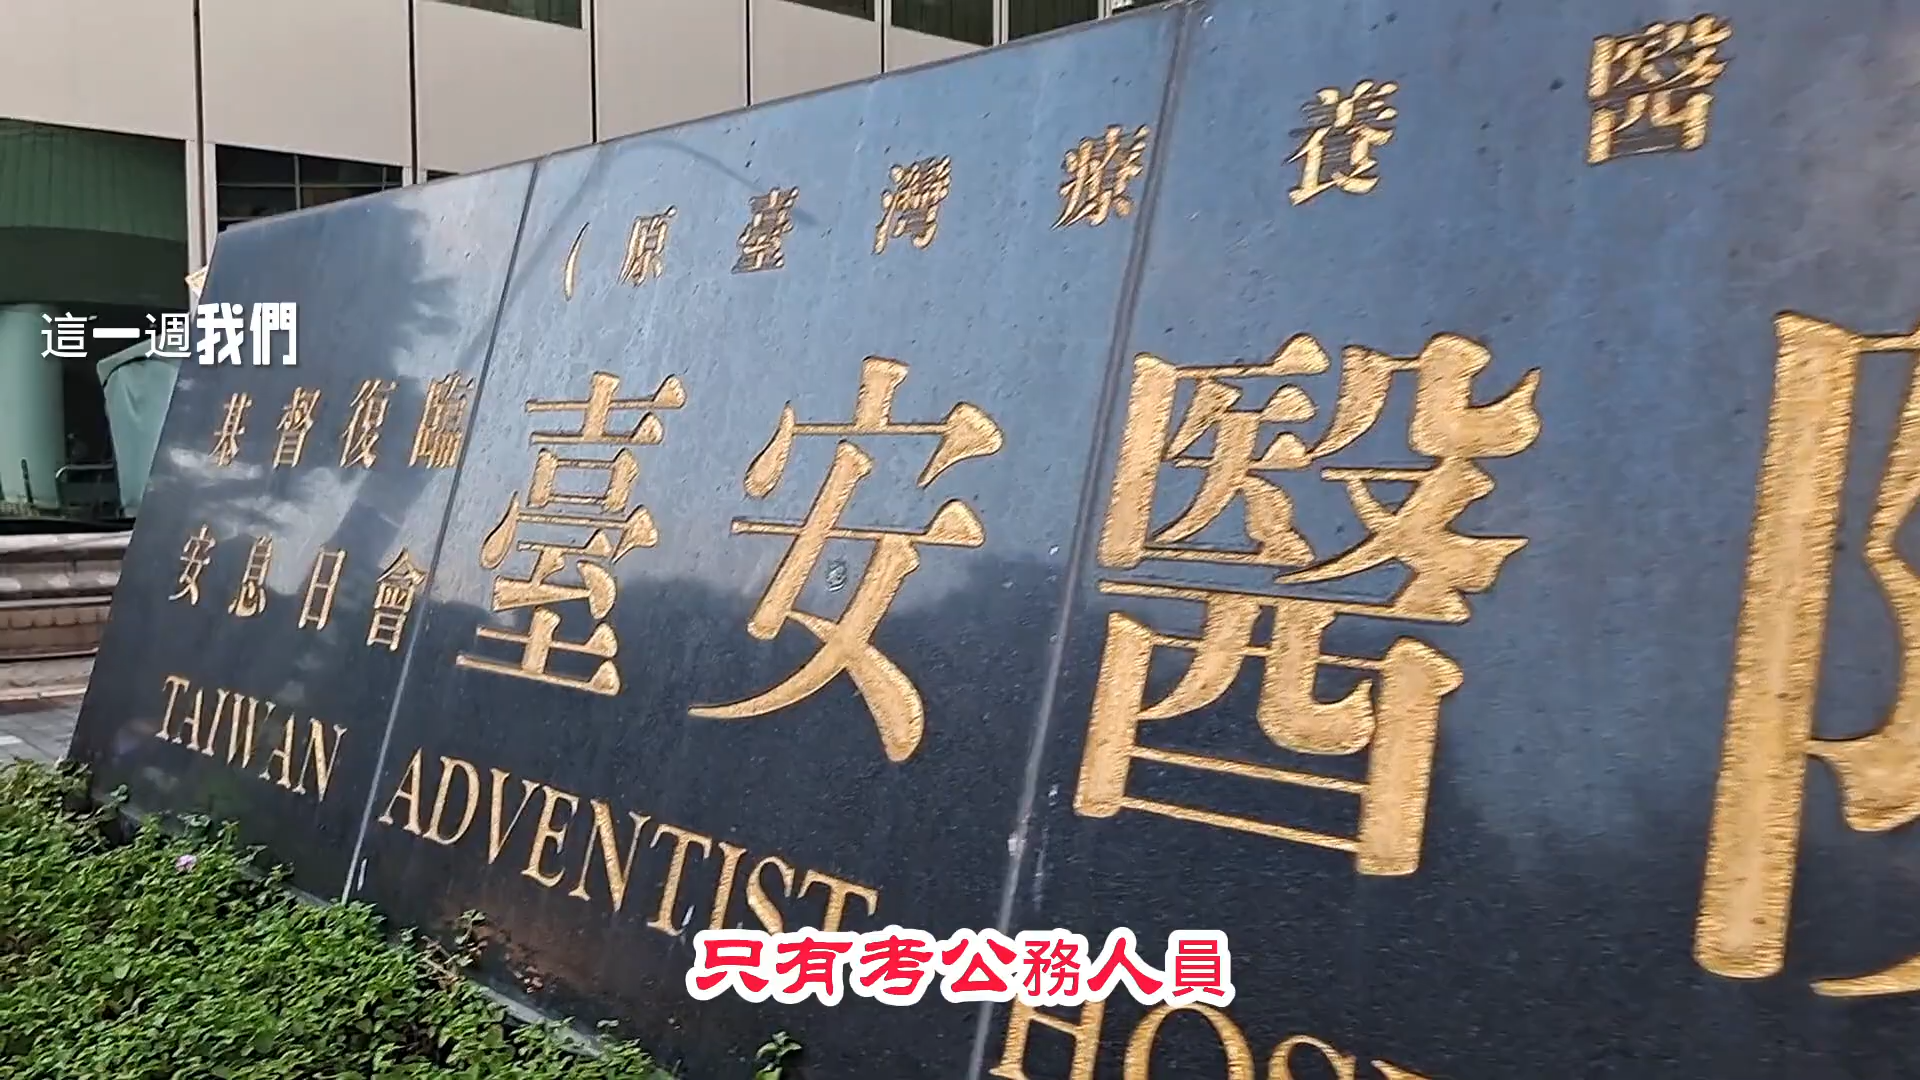 （原臺灣療養醫
這一週我們
基督復臨
安息日會
臺安醫
TAIWAN ADVENTIST
只有考公務人員